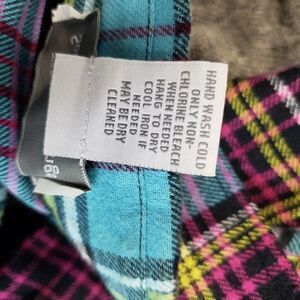 HAND WASH COLD
ONLY NON-
CHLORINE BLEACH
WHEN NEEDED
HANG TO DRY
COOL IRON IF
NEEDED
MAY BE DRY
CLEANED